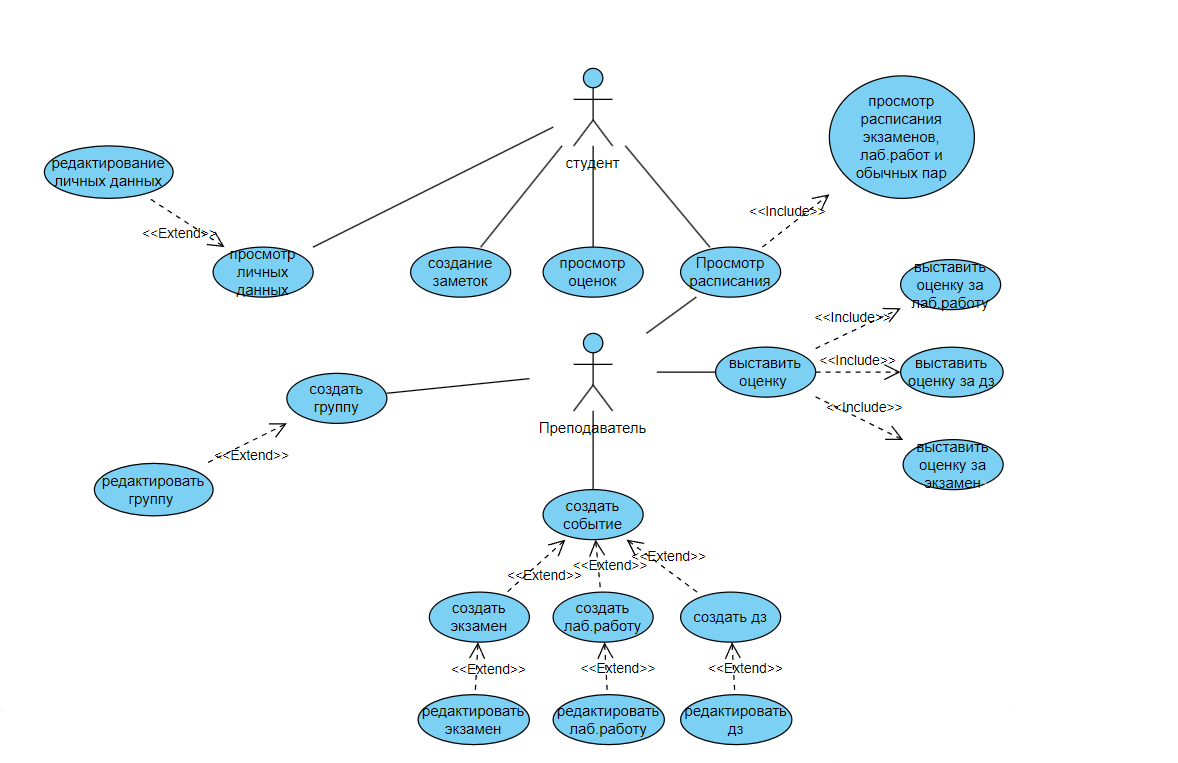 просмотр
расписания
экзаменов,
лаб.работ и
обычных пар
студент
редактирование
личных данных
<<Include>>
<<Extend>>
просмотр
личных
данных
создание
заметок
просмотр
оценок
Просмотр
расписания
выставить
оценку за
лаб.работу
<<Include>>
<<Include>>
выставить
оценку
выставить
оценку за дз
<<Include>>
создать
группу
Преподаватель
<<Extend>>
выставить
оценку за
экзамен
редактировать
группу
создать
событие
<<Extend>>
<<Extend>>
<<Extend>>
создать
экзамен
создать
лаб.работу
создать дз
<<Extend>>
<<Extend>>
<<Extend>>
редактировать
экзамен
редактировать
лаб.работу
редактировать
дз